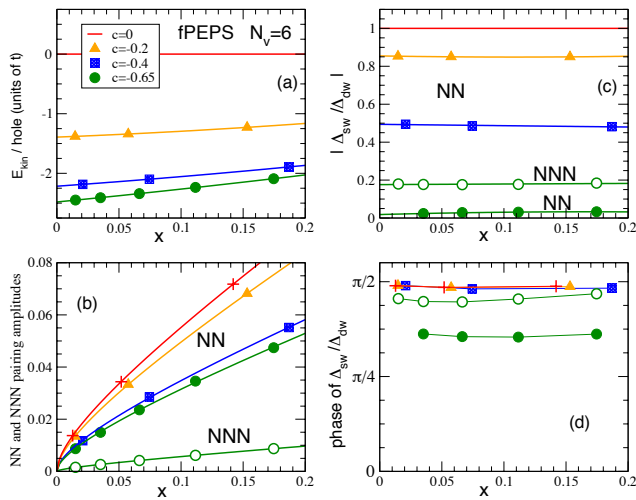 fPEPS N_v=6
c=0
c=-0.2
c=-0.4
c=-0.65
(a)
E_kin / hole (units of t)
0
-1
-2
0 0.05 0.1 0.15 0.2
x
| Δ_sw/Δ_dw |
1
0.8
0.6
0.4
0.2
0
NN
(c)
NNN
NN
0 0.05 0.1 0.15 0.2
x
NN and NNN pairing amplitudes
0.08
0.06
0.04
0.02
0
(b)
NN
NNN
0 0.05 0.1 0.15 0.2
x
phase of Δ_sw/Δ_dw
π/2
π/4
0
(d)
0 0.05 0.1 0.15 0.2
x